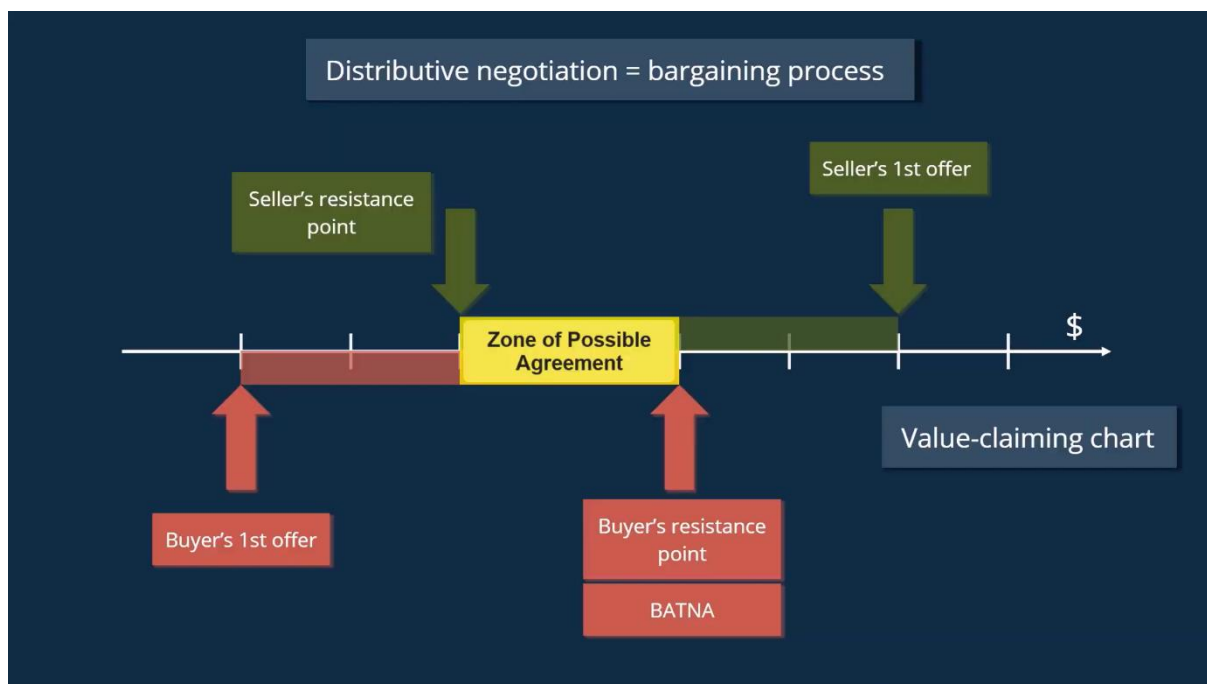 Distributive negotiation = bargaining process
Seller's 1st offer
Seller's resistance
point
$
Zone of Possible
Agreement
Value-claiming chart
Buyer's 1st offer
Buyer's resistance
point
BATNA